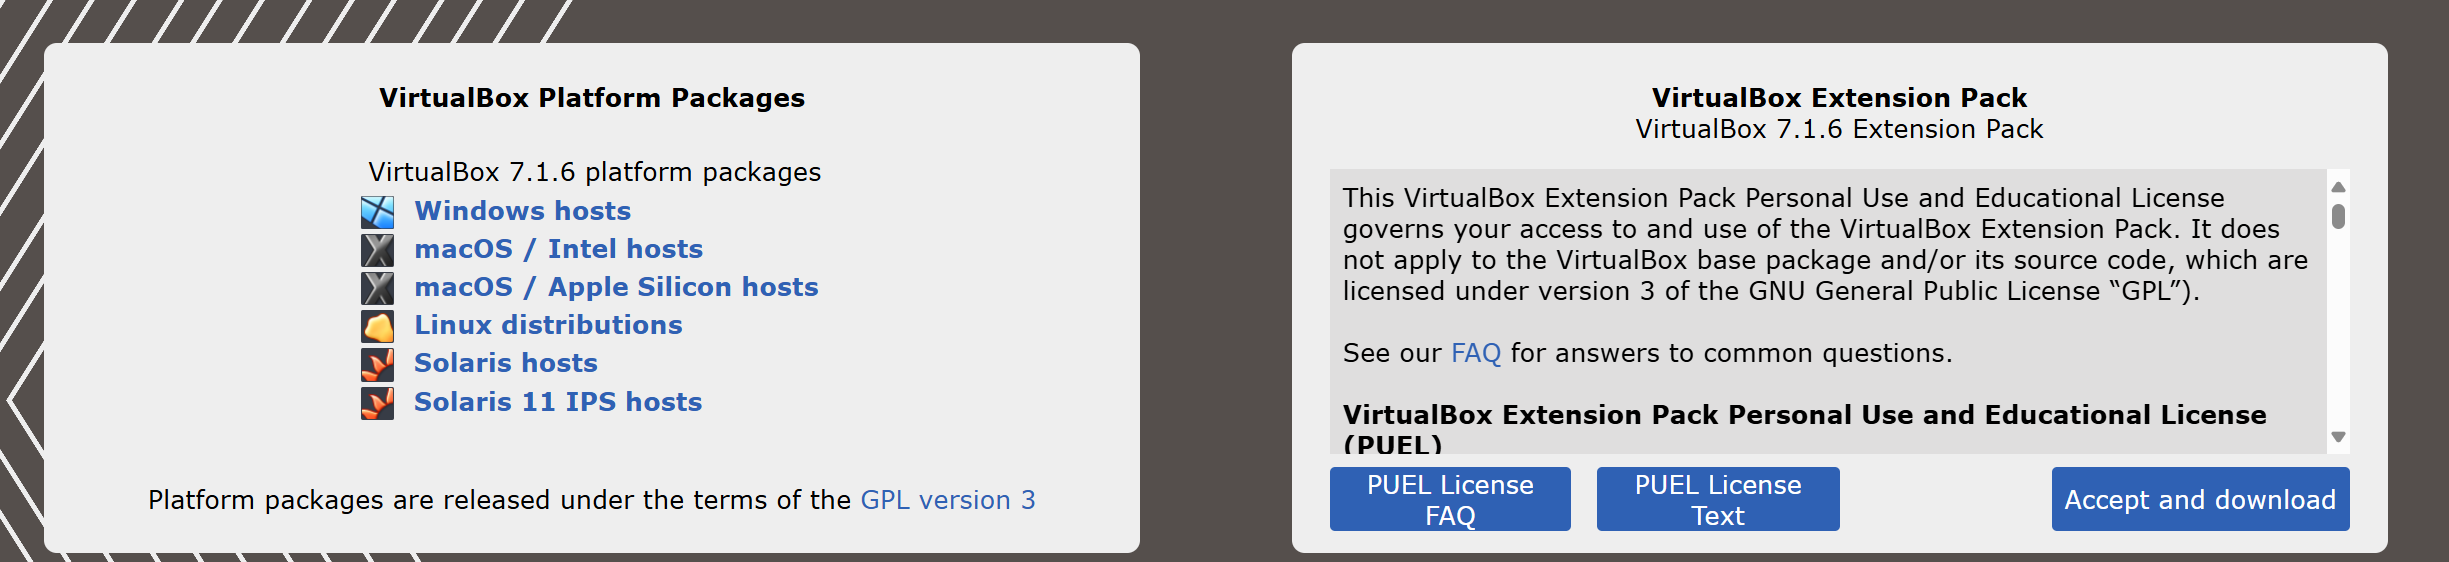 VirtualBox Platform Packages
VirtualBox 7.1.6 platform packages
Windows hosts
macOS / Intel hosts
macOS / Apple Silicon hosts
Linux distributions
Solaris hosts
Solaris 11 IPS hosts
Platform packages are released under the terms of the GPL version 3
VirtualBox Extension Pack
VirtualBox 7.1.6 Extension Pack
This VirtualBox Extension Pack Personal Use and Educational License
governs your access to and use of the VirtualBox Extension Pack. It does
not apply to the VirtualBox base package and/or its source code, which are
licensed under version 3 of the GNU General Public License “GPL”).
See our FAQ for answers to common questions.
VirtualBox Extension Pack Personal Use and Educational License
(PUEL)
PUEL License
FAQ
PUEL License
Text
Accept and download